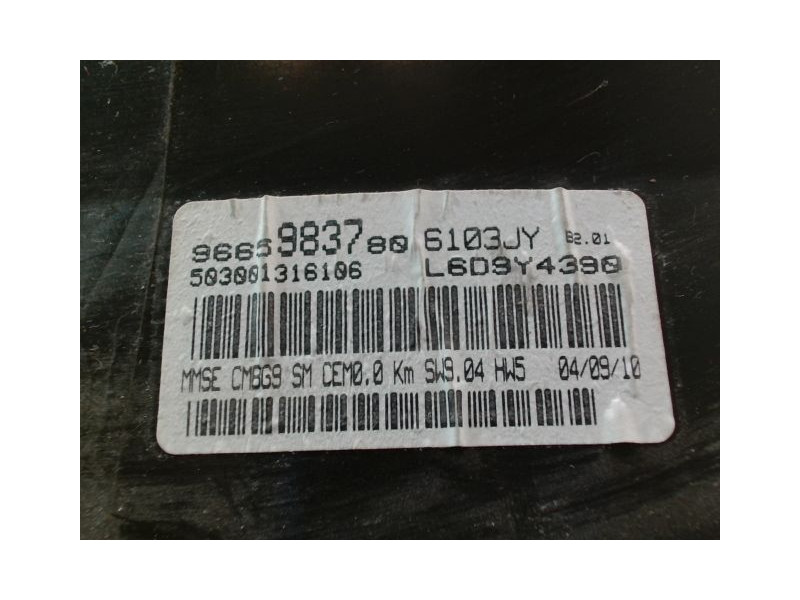 9665983780 6103JY B2.01
503001316106 L6D9Y4390
MMSE CMBG9 SM CEM0.0 Km SW9.04 HW5 04/09/10